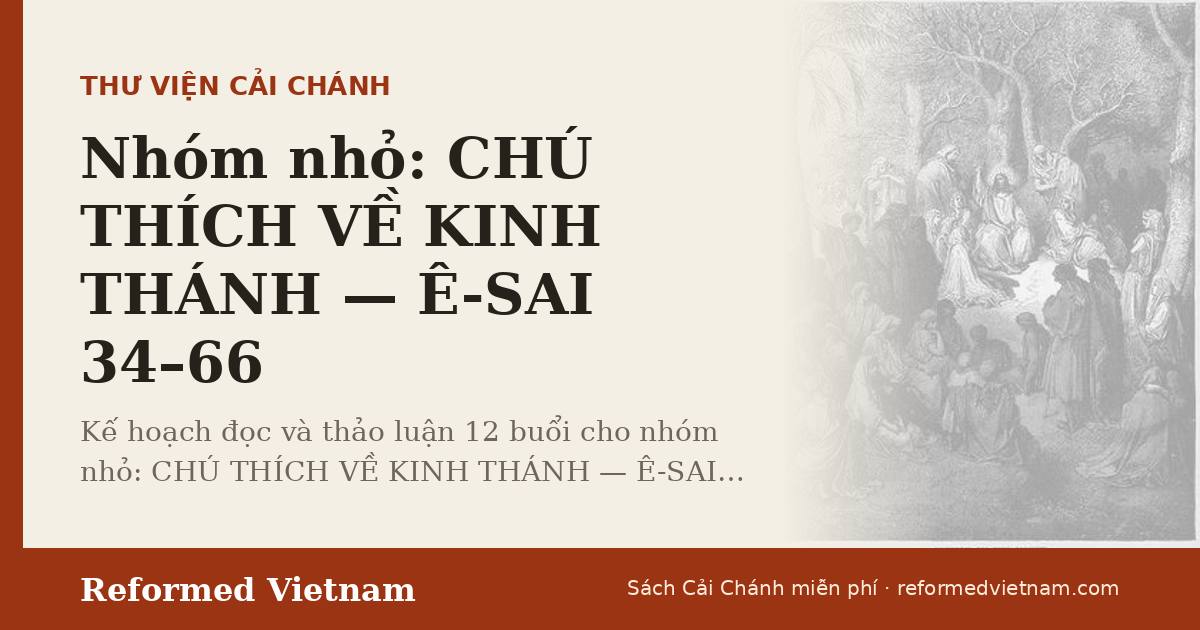 THƯ VIỆN CẢI CHÁNH
Nhóm nhỏ: CHÚ
THÍCH VỀ KINH
THÁNH — Ê-SAI
34–66
Kế hoạch đọc và thảo luận 12 buổi cho nhóm
nhỏ: CHÚ THÍCH VỀ KINH THÁNH — Ê-SAI…
Reformed Vietnam
Sách Cải Chánh miễn phí · reformedvietnam.com